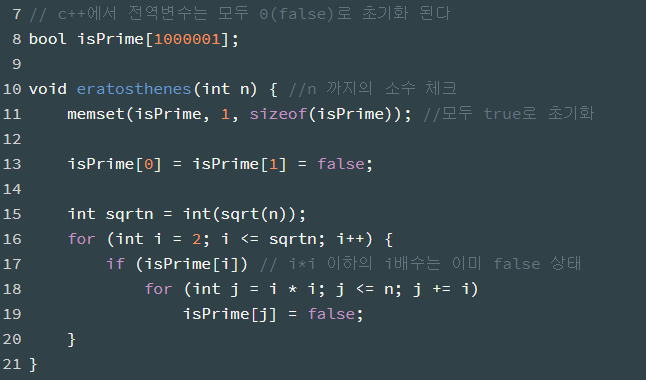 7 // c++에서 전역변수는 모두 0(false)로 초기화 된다
8 bool isPrime[1000001];
9
10 void eratosthenes(int n) { //n 까지의 소수 체크
11     memset(isPrime, 1, sizeof(isPrime)); //모두 true로 초기화
12
13     isPrime[0] = isPrime[1] = false;
14
15     int sqrtn = int(sqrt(n));
16     for (int i = 2; i <= sqrtn; i++) {
17         if (isPrime[i]) // i*i 이하의 i배수는 이미 false 상태
18             for (int j = i * i; j <= n; j += i)
19                 isPrime[j] = false;
20     }
21 }